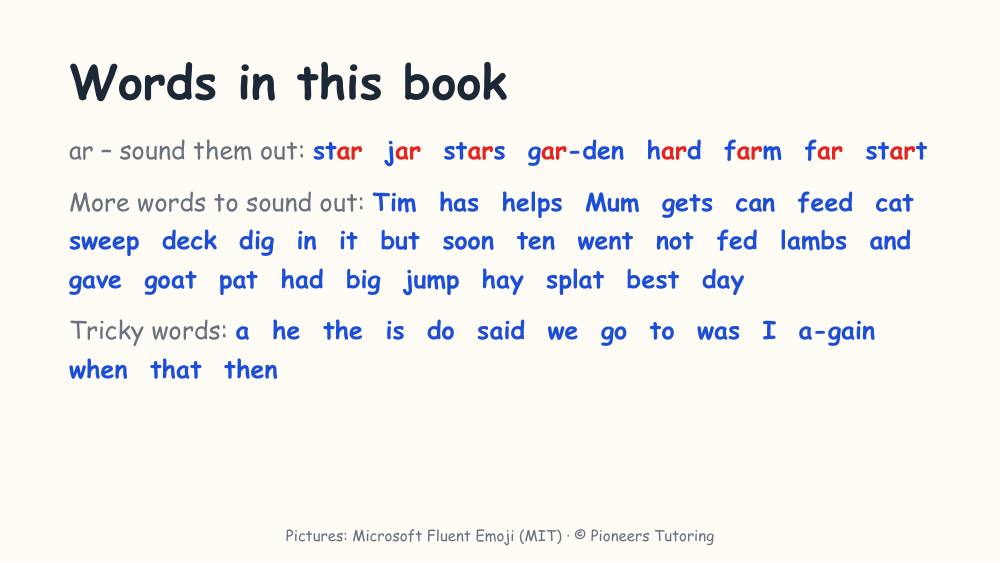 Words in this book
ar – sound them out: star jar stars gar-den hard farm far start
More words to sound out: Tim has helps Mum gets can feed cat
sweep deck dig in it but soon ten went not fed lambs and
gave goat pat had big jump hay splat best day
Tricky words: a he the is do said we go to was I a-gain
when that then
Pictures: Microsoft Fluent Emoji (MIT) · © Pioneers Tutoring